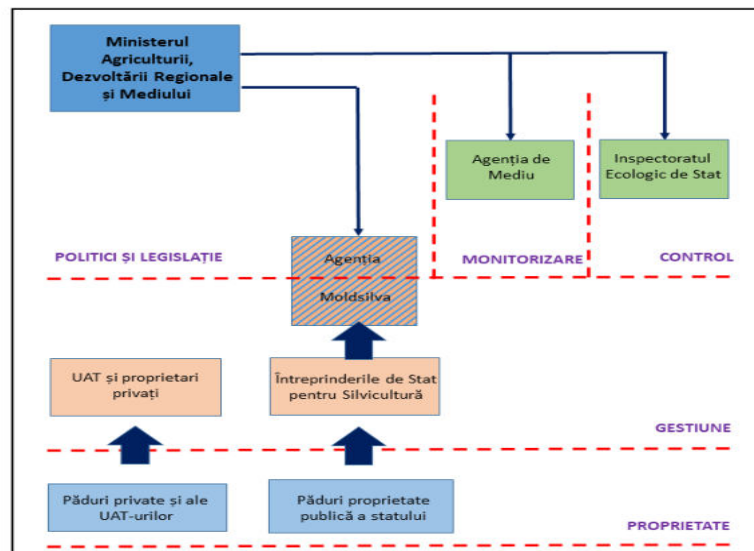 Ministerul
Agriculturii,
Dezvoltării Regionale
și Mediului
Agenția de
Mediu
Inspectoratul
Ecologic de Stat
POLITICI ȘI LEGISLAȚIE
Agenția
Moldsilva
MONITORIZARE
CONTROL
UAT și proprietari
privați
Întreprinderile de Stat
pentru Silvicultură
GESTIUNE
Păduri private și ale
UAT-urilor
Păduri proprietate
publică a statului
PROPRIETATE